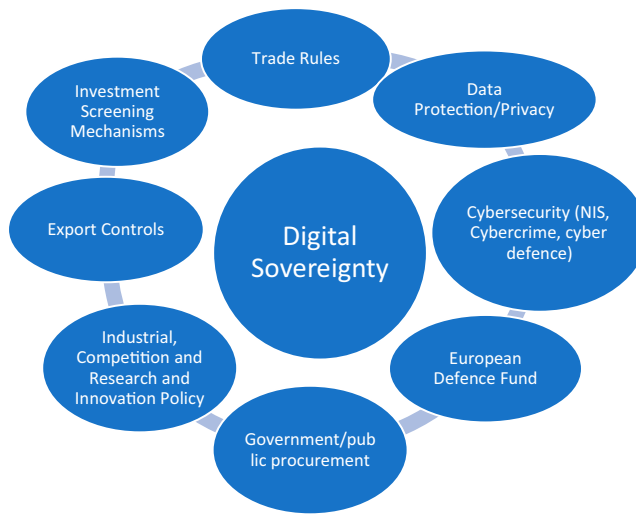 Trade Rules
Data
Protection/Privacy
Cybersecurity (NIS,
Cybercrime, cyber
defence)
European
Defence Fund
Government/pub
lic procurement
Industrial,
Competition and
Research and
Innovation Policy
Export Controls
Investment
Screening
Mechanisms
Digital
Sovereignty